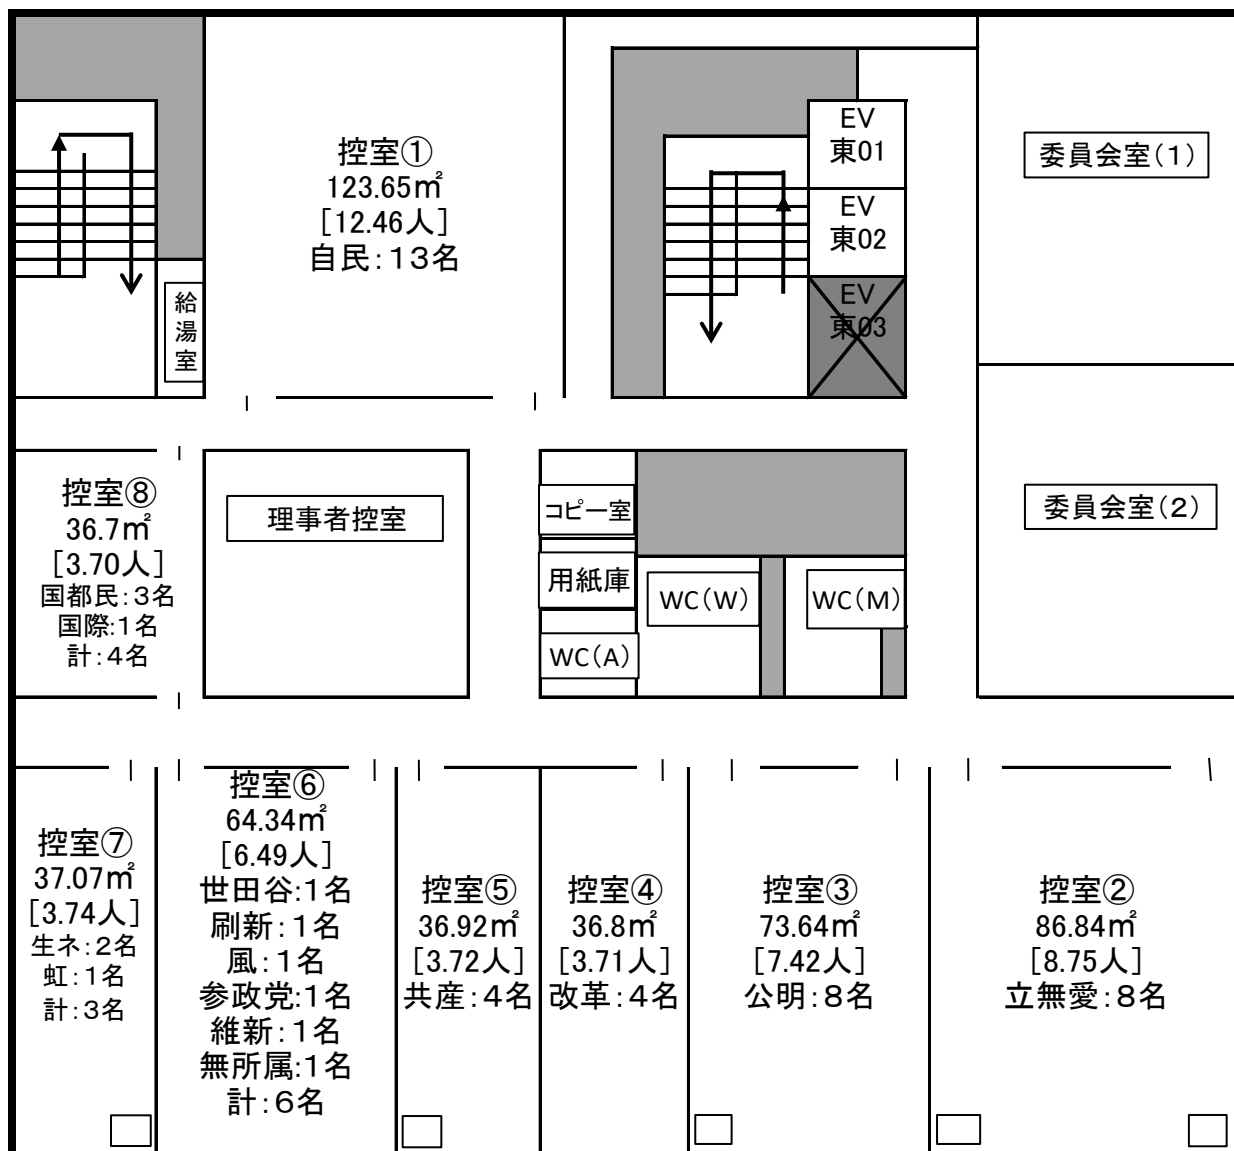 控室①
123.65㎡
[12.46人]
自民：13名
EV
東01
EV
東02
EV
東03
委員会室(1)
給
湯
室
控室⑧
36.7㎡
[3.70人]
国都民：3名
国際:1名
計：4名
理事者控室
コピー室
用紙庫
WC(A)
WC(W)
WC(M)
委員会室(2)
控室⑦
37.07㎡
[3.74人]
生ネ：2名
虹：1名
計：3名
控室⑥
64.34㎡
[6.49人]
世田谷:1名
刷新：1名
風：1名
参政党:1名
維新：1名
無所属:1名
計：6名
控室⑤
36.92㎡
[3.72人]
共産：4名
控室④
36.8㎡
[3.71人]
改革：4名
控室③
73.64㎡
[7.42人]
公明：8名
控室②
86.84㎡
[8.75人]
立無愛：8名